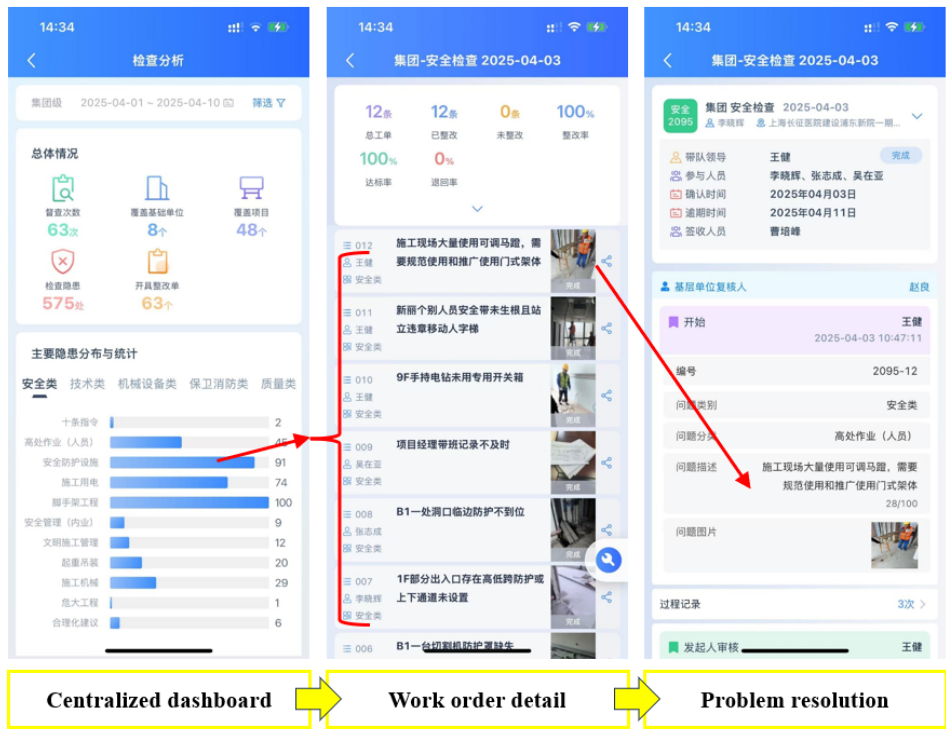 14:34
检查分析
集团级 2025-04-01 ~ 2025-04-10 筛选
总体情况
督查次数 覆盖基础单位 覆盖项目
63次 8个 48个
检查隐患 开具整改单
575处 63个
主要隐患分布与统计
安全类 技术类 机械设备类 保卫消防类 质量类
十条指令 2
高处作业（人员） 45
安全防护设施 91
施工用电 74
脚手架工程 100
安全管理（内业） 9
文明施工管理 12
起重吊装 20
施工机械 29
危大工程 1
合理化建议 6
Centralized dashboard
14:34
集团-安全检查 2025-04-03
12条 12条 0条 100%
总工单 已整改 未整改 整改率
100% 0%
达标率 退回率
012
王健
安全类
施工现场大量使用可调马蹬，需
要规范使用和推广使用门式架体
完成
011
王健
安全类
新丽个别人员安全带未生根且站
立违章移动人字梯
完成
010
王健
安全类
9F手持电钻未用专用开关箱
完成
009
吴在亚
安全类
项目经理带班记录不及时
完成
008
张志成
安全类
B1一处洞口临边防护不到位
完成
007
李晓辉
安全类
1F部分出入口存在高低跨防护或
上下通道未设置
完成
006
B1一台切割机防护罩缺失
Work order detail
14:34
集团-安全检查 2025-04-03
安全
2095
集团 安全检查 2025-04-03
李晓辉 上海长征医院建设浦东新院一期...
带队领导 王健 完成
参与人员 李晓辉、张志成、吴在亚
确认时间 2025年04月03日
逾期时间 2025年04月11日
签收人员 曹培峰
基层单位复核人 赵良
开始 王健
2025-04-03 10:47:11
编号 2095-12
问题类别 安全类
问题分类 高处作业（人员）
问题描述 施工现场大量使用可调马蹬，需要
规范使用和推广使用门式架体
28/100
问题图片
过程记录 3次
发起人审核 王健
Problem resolution